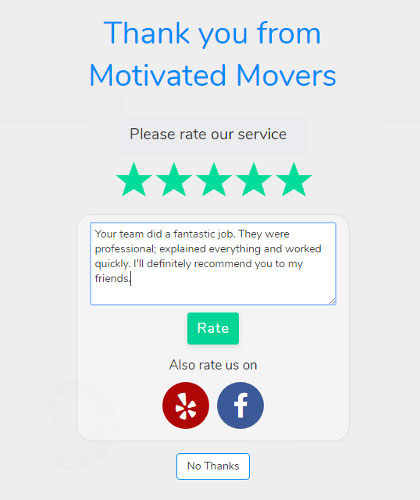 Thank you from
Motivated Movers
Please rate our service
Your team did a fantastic job. They were
professional; explained everything and worked
quickly. I'll definitely recommend you to my
friends.
Rate
Also rate us on
f
No Thanks